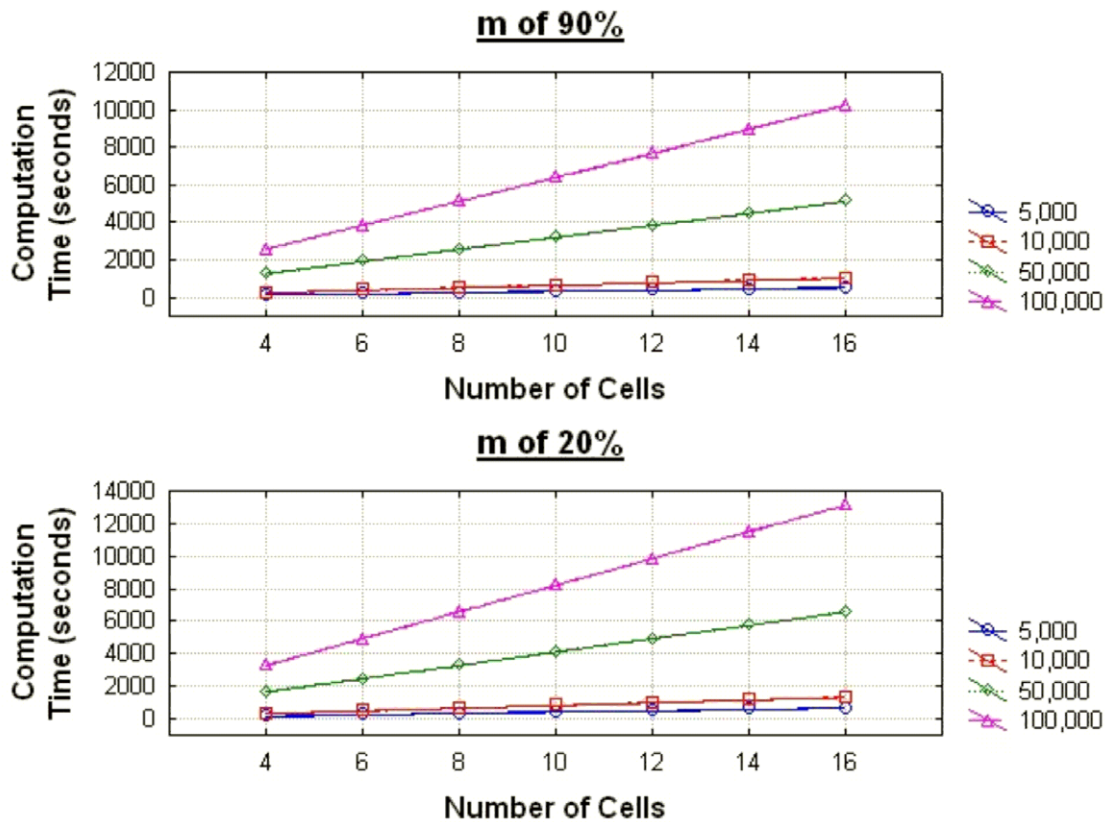 m of 90%
12000
10000
8000
6000
4000
2000
0
Computation
Time (seconds)
4 6 8 10 12 14 16
Number of Cells
5,000
10,000
50,000
100,000
m of 20%
14000
12000
10000
8000
6000
4000
2000
0
Computation
Time (seconds)
4 6 8 10 12 14 16
Number of Cells
5,000
10,000
50,000
100,000